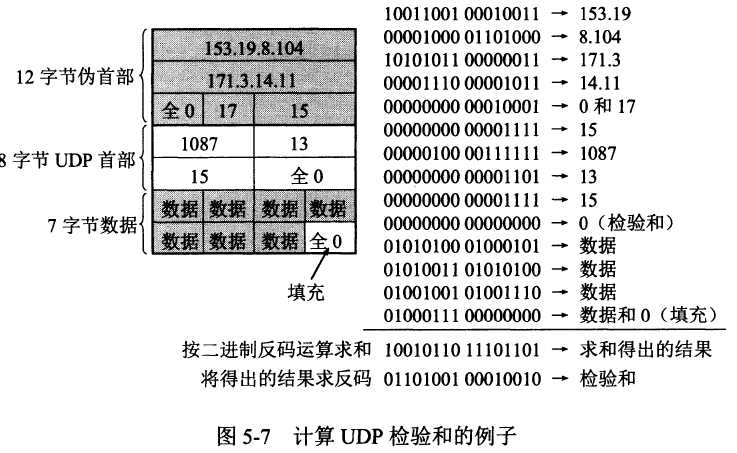 10011001 00010011 → 153.19
00001000 01101000 → 8.104
10101011 00000011 → 171.3
00001110 00001011 → 14.11
00000000 00010001 → 0 和 17
00000000 00001111 → 15
00000100 00111111 → 1087
00000000 00001101 → 13
00000000 00001111 → 15
00000000 00000000 → 0（检验和）
01010100 01000101 → 数据
01010011 01010100 → 数据
01001001 01001110 → 数据
01000111 00000000 → 数据和 0（填充）
12 字节伪首部
153.19.8.104
171.3.14.11
全 0 17 15
8 字节 UDP 首部
1087 13
15 全 0
7 字节数据
数据 数据 数据 数据
数据 数据 数据 全 0
填充
按二进制反码运算求和 10010110 11101101 → 求和得出的结果
将得出的结果求反码 01101001 00010010 → 检验和
图 5-7 计算 UDP 检验和的例子